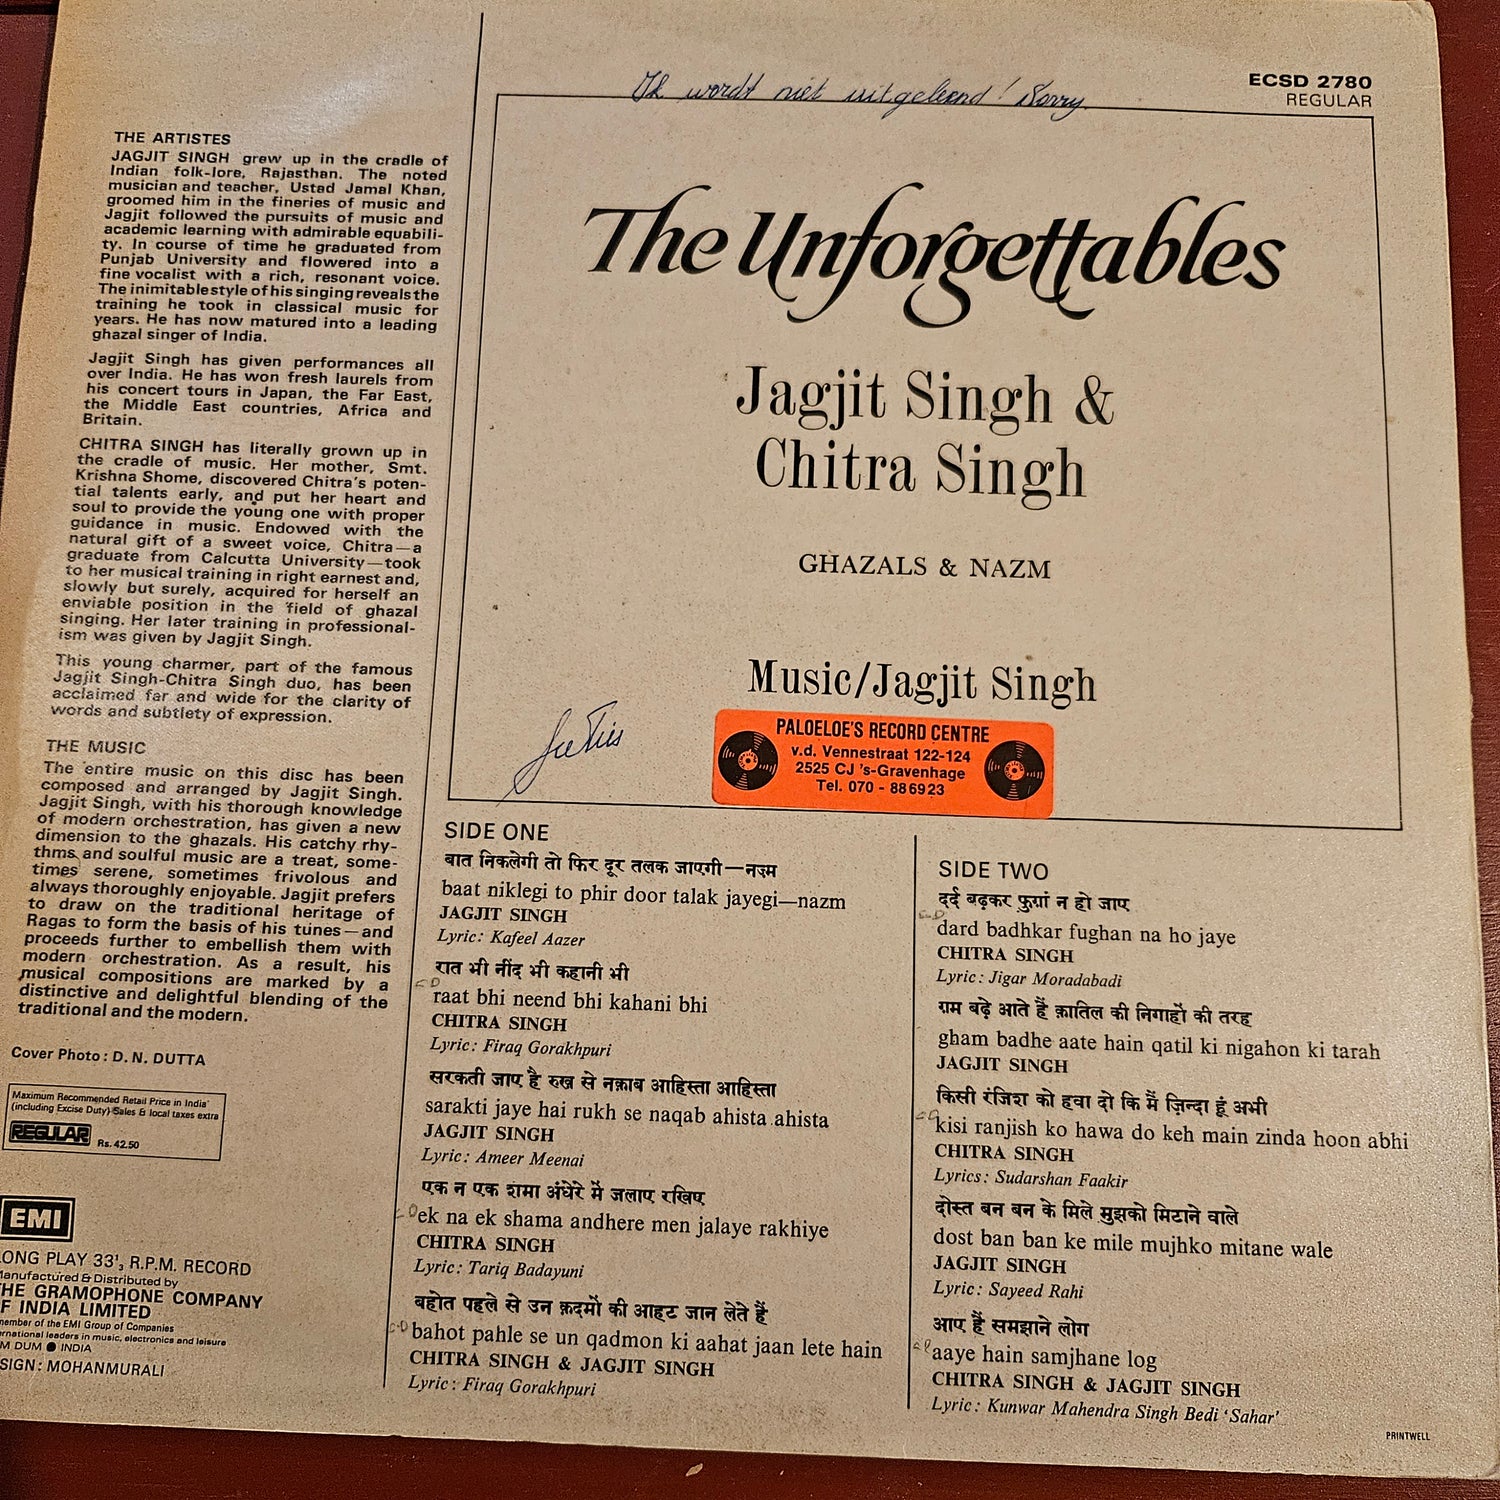 Ik wordt niet uitgeleend! Sorry
ECSD 2780
REGULAR
THE ARTISTES
JAGJIT SINGH grew up in the cradle of
Indian folk-lore, Rajasthan. The noted
musician and teacher, Ustad Jamal Khan,
groomed him in the fineries of music and
Jagjit followed the pursuits of music and
academic learning with admirable equabili-
ty. In course of time he graduated from
Punjab University and flowered into a
fine vocalist with a rich, resonant voice.
The inimitable style of his singing reveals the
training he took in classical music for
years. He has now matured into a leading
ghazal singer of India.
Jagjit Singh has given performances all
over India. He has won fresh laurels from
his concert tours in Japan, the Far East,
the Middle East countries, Africa and
Britain.
CHITRA SINGH has literally grown up in
the cradle of music. Her mother, Smt.
Krishna Shome, discovered Chitra's poten-
tial talents early, and put her heart and
soul to provide the young one with proper
guidance in music. Endowed with the
natural gift of a sweet voice, Chitra—a
graduate from Calcutta University—took
to her musical training in right earnest and,
slowly but surely, acquired for herself an
enviable position in the field of ghazal
singing. Her later training in professional-
ism was given by Jagjit Singh.
This young charmer, part of the famous
Jagjit Singh-Chitra Singh duo, has been
acclaimed far and wide for the clarity of
words and subtlety of expression.
THE MUSIC
The entire music on this disc has been
composed and arranged by Jagjit Singh.
Jagjit Singh, with his thorough knowledge
of modern orchestration, has given a new
dimension to the ghazals. His catchy rhy-
thms and soulful music are a treat, some-
times serene, sometimes frivolous and
always thoroughly enjoyable. Jagjit prefers
to draw on the traditional heritage of
Ragas to form the basis of his tunes—and
proceeds further to embellish them with
modern orchestration. As a result, his
musical compositions are marked by a
distinctive and delightful blending of the
traditional and the modern.
Cover Photo: D. N. DUTTA
Maximum Recommended Retail Price in India
(including Excise Duty) Sales & local taxes extra
REGULAR Rs. 42.50
EMI
ONG PLAY 33⅓ R.P.M. RECORD
Manufactured & Distributed by
HE GRAMOPHONE COMPANY
F INDIA LIMITED
member of the EMI Group of Companies
ernational leaders in music, electronics and leisure
M DUM ● INDIA
SIGN: MOHANMURALI
The Unforgettables
Jagjit Singh &
Chitra Singh
GHAZALS & NAZM
Music/Jagjit Singh
PALOELOE'S RECORD CENTRE
v.d. Vennestraat 122-124
2525 CJ 's-Gravenhage
Tel. 070 - 886923
SIDE ONE
बात निकलेगी तो फिर दूर तलक जाएगी—नज़्म
baat niklegi to phir door talak jayegi—nazm
JAGJIT SINGH
Lyric: Kafeel Aazer
रात भी नींद भी कहानी भी
raat bhi neend bhi kahani bhi
CHITRA SINGH
Lyric: Firaq Gorakhpuri
सरकती जाए है रुख़ से नक़ाब आहिस्ता आहिस्ता
sarakti jaye hai rukh se naqab ahista ahista
JAGJIT SINGH
Lyric: Ameer Meenai
एक न एक शमा अंधेरे में जलाए रखिए
ek na ek shama andhere men jalaye rakhiye
CHITRA SINGH
Lyric: Tariq Badayuni
बहोत पहले से उन क़दमों की आहट जान लेते हैं
bahot pahle se un qadmon ki aahat jaan lete hain
CHITRA SINGH & JAGJIT SINGH
Lyric: Firaq Gorakhpuri
SIDE TWO
दर्द बढ़कर फ़ुग़ां न हो जाए
dard badhkar fughan na ho jaye
CHITRA SINGH
Lyric: Jigar Moradabadi
ग़म बढ़े आते हैं क़ातिल की निगाहों की तरह
gham badhe aate hain qatil ki nigahon ki tarah
JAGJIT SINGH
किसी रंजिश को हवा दो कि मैं ज़िन्दा हूं अभी
kisi ranjish ko hawa do keh main zinda hoon abhi
CHITRA SINGH
Lyrics: Sudarshan Faakir
दोस्त बन बन के मिले मुझको मिटाने वाले
dost ban ban ke mile mujhko mitane wale
JAGJIT SINGH
Lyric: Sayeed Rahi
आए हैं समझाने लोग
aaye hain samjhane log
CHITRA SINGH & JAGJIT SINGH
Lyric: Kunwar Mahendra Singh Bedi 'Sahar'
PRINTWELL